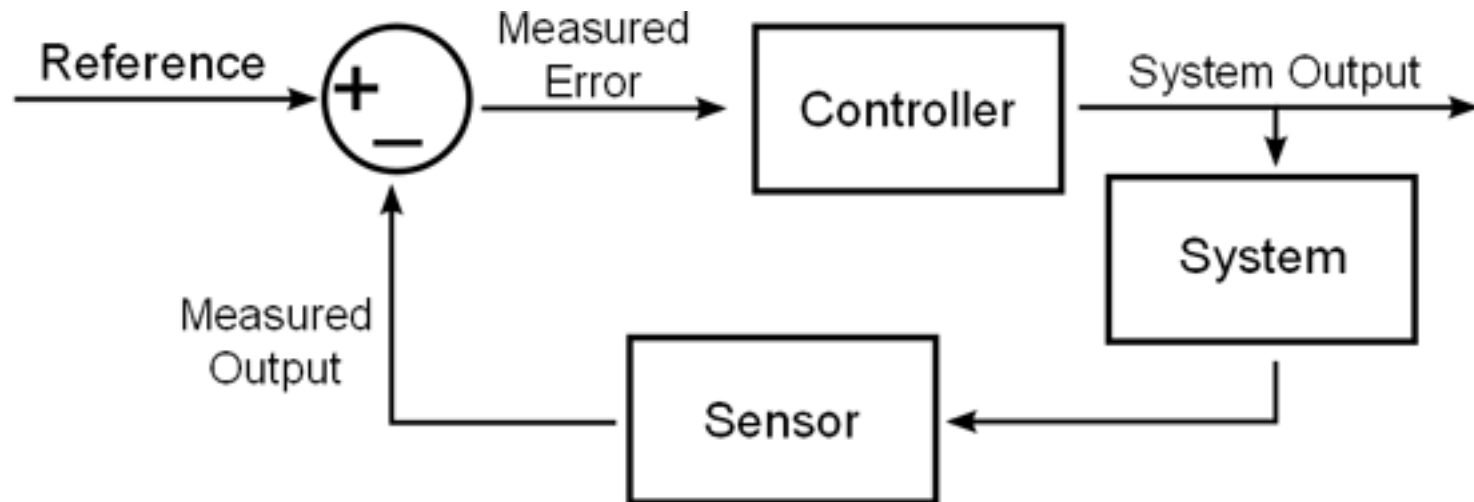 Reference
+
−
Measured
Error
Controller
System Output
System
Measured
Output
Sensor